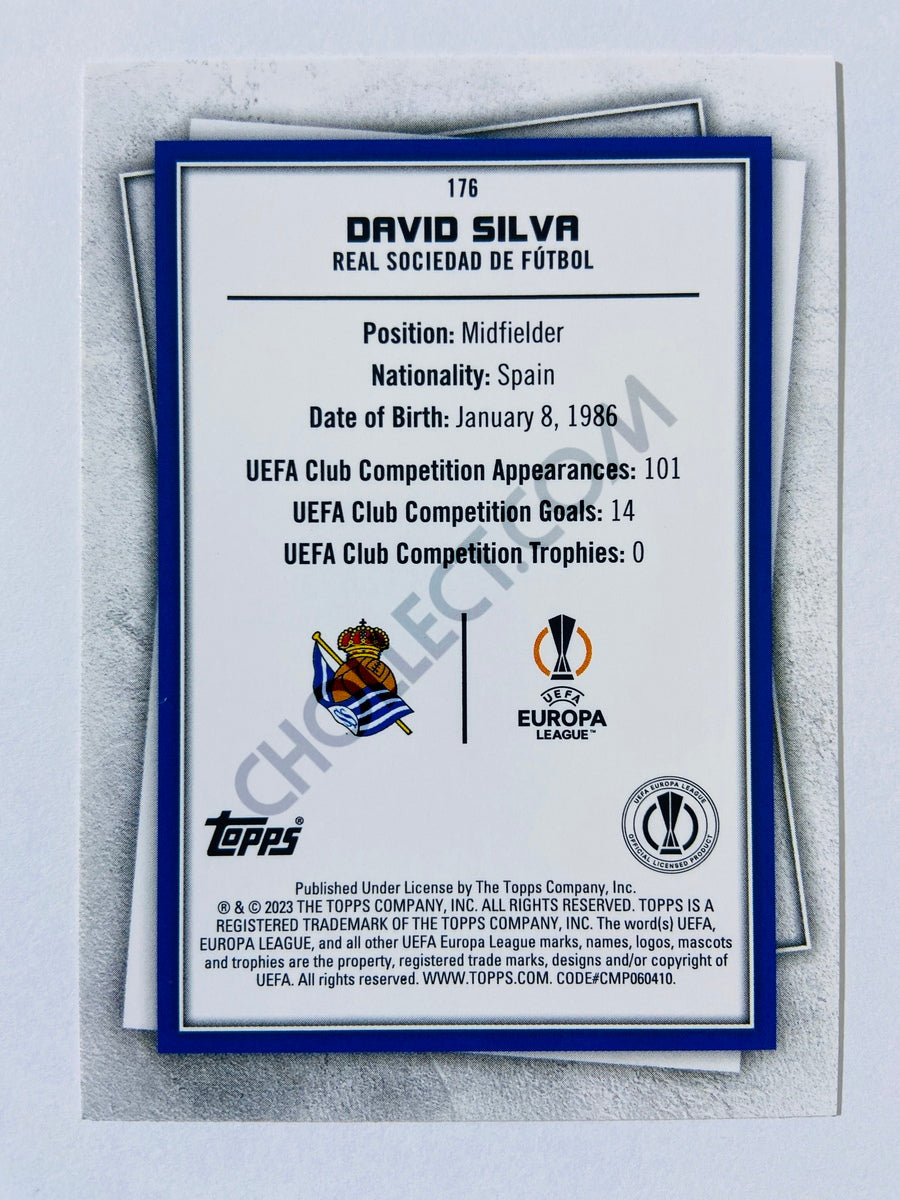 176
DAVID SILVA
REAL SOCIEDAD DE FÚTBOL
Position: Midfielder
Nationality: Spain
Date of Birth: January 8, 1986
UEFA Club Competition Appearances: 101
UEFA Club Competition Goals: 14
UEFA Club Competition Trophies: 0
CHOLLECT.COM
UEFA
EUROPA
LEAGUE™
Topps®
UEFA EUROPA LEAGUE
OFFICIAL LICENSED PRODUCT
Published Under License by The Topps Company, Inc.
® & © 2023 THE TOPPS COMPANY, INC. ALL RIGHTS RESERVED. TOPPS IS A
REGISTERED TRADEMARK OF THE TOPPS COMPANY, INC. The word(s) UEFA,
EUROPA LEAGUE, and all other UEFA Europa League marks, names, logos, mascots
and trophies are the property, registered trade marks, designs and/or copyright of
UEFA. All rights reserved. WWW.TOPPS.COM. CODE#CMP060410.